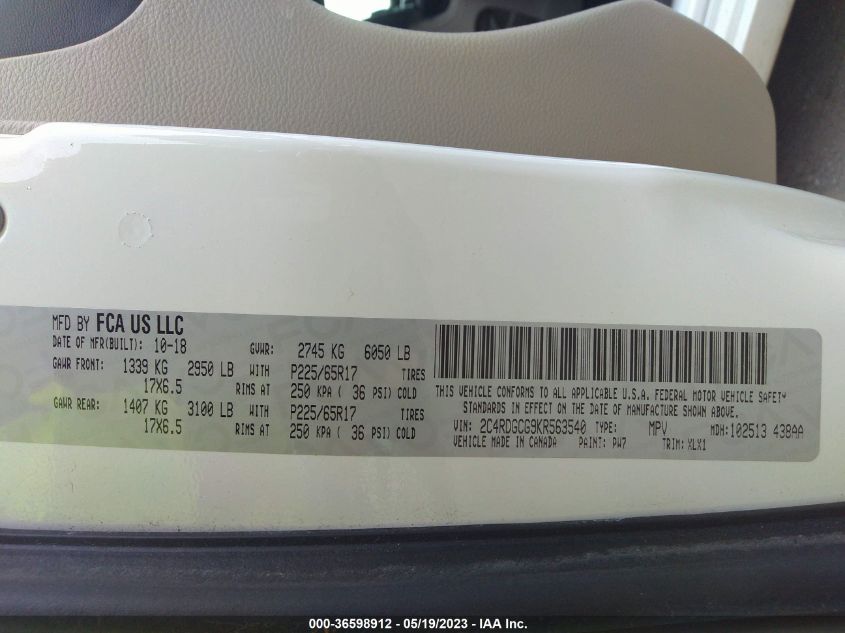 MFD BY FCA US LLC
DATE OF MFR(BUILT): 10-18 GVWR: 2745 KG 6050 LB
GAWR FRONT: 1339 KG 2950 LB WITH P225/65R17 TIRES
17X6.5 RIMS AT 250 KPA ( 36 PSI) COLD
GAWR REAR: 1407 KG 3100 LB WITH P225/65R17 TIRES
17X6.5 RIMS AT 250 KPA ( 36 PSI) COLD
THIS VEHICLE CONFORMS TO ALL APPLICABLE U.S.A. FEDERAL MOTOR VEHICLE SAFETY
STANDARDS IN EFFECT ON THE DATE OF MANUFACTURE SHOWN ABOVE.
VIN: 2C4RDGCG9KR563540 TYPE: MPV MDH: 102513 438AA
VEHICLE MADE IN CANADA PAINT: PW7 TRIM: XLX1
000-36598912 - 05/19/2023 - IAA Inc.